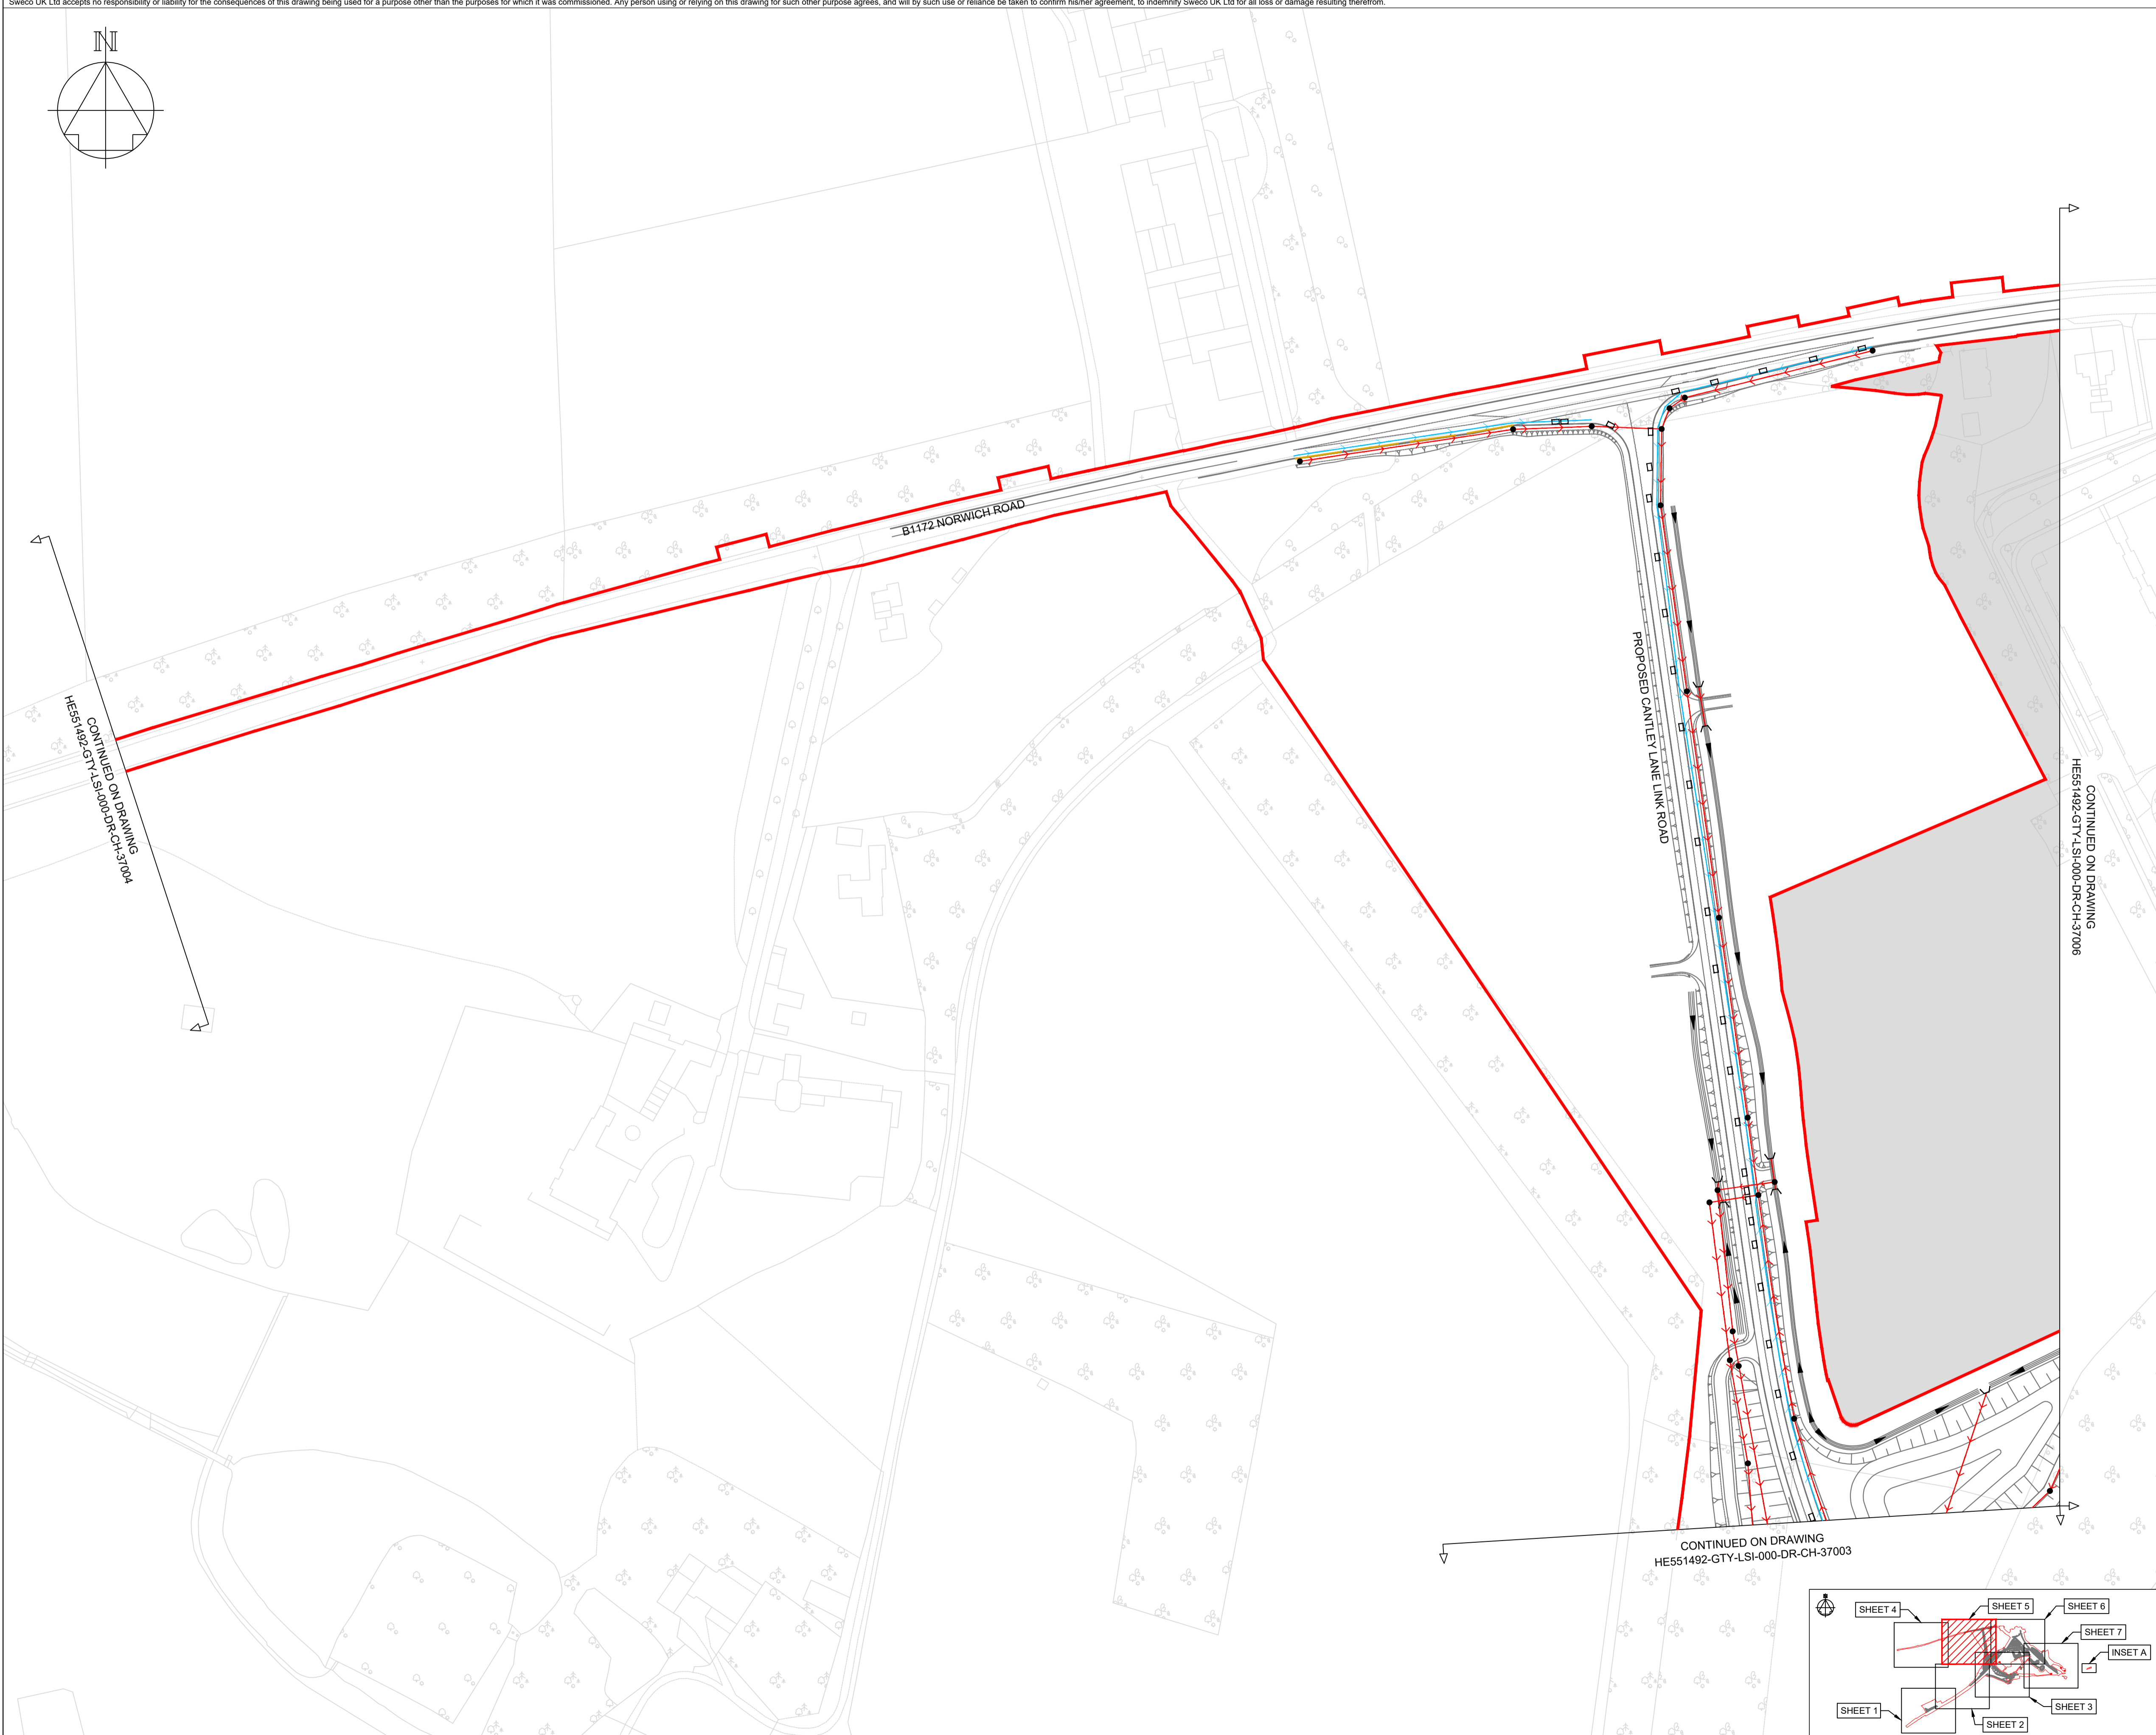 Sweco UK Ltd accepts no responsibility or liability for the consequences of this drawing being used for a purpose other than the purposes for which it was commissioned. Any person using or relying on this drawing for such other purpose agrees, and will by such use or reliance be taken to confirm his/her agreement, to indemnify Sweco UK Ltd for all loss or damage resulting therefrom.
N
B1172 NORWICH ROAD
PROPOSED CANTLEY LANE LINK ROAD
CONTINUED ON DRAWING
HE551492-GTY-LSI-000-DR-CH-37004
CONTINUED ON DRAWING
HE551492-GTY-LSI-000-DR-CH-37006
CONTINUED ON DRAWING
HE551492-GTY-LSI-000-DR-CH-37003
SHEET 4
SHEET 5
SHEET 6
SHEET 7
INSET A
SHEET 1
SHEET 2
SHEET 3